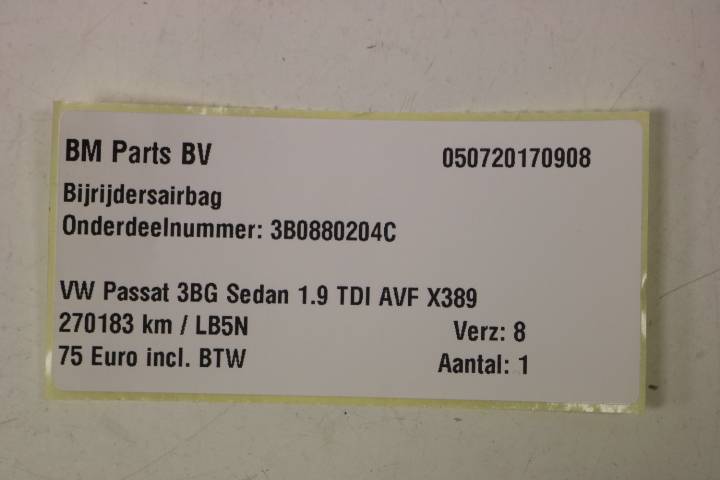 BM Parts BV 050720170908
Bijrijdersairbag
Onderdeelnummer: 3B0880204C
VW Passat 3BG Sedan 1.9 TDI AVF X389
270183 km / LB5N Verz: 8
75 Euro incl. BTW Aantal: 1